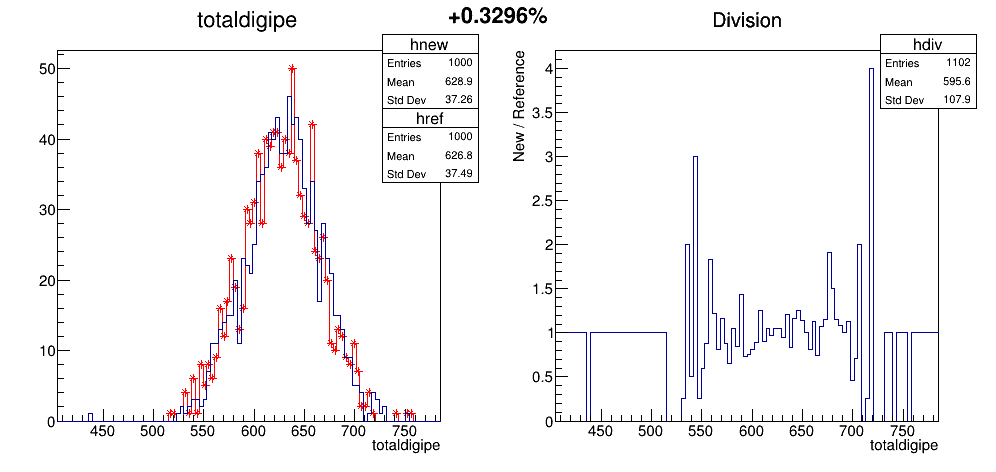 +0.3296%
totaldigipe
hnew
Entries 1000
Mean 628.9
Std Dev 37.26
href
Entries 1000
Mean 626.8
Std Dev 37.49
50
40
30
20
10
0
450 500 550 600 650 700 750
totaldigipe
Division
hdiv
Entries 1102
Mean 595.6
Std Dev 107.9
New / Reference
4
3.5
3
2.5
2
1.5
1
0.5
0
450 500 550 600 650 700 750
totaldigipe